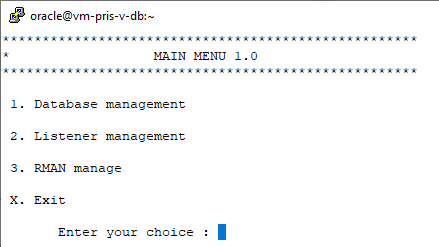 oracle@vm-pris-v-db:~
****************************************************
* MAIN MENU 1.0
****************************************************
1. Database management
2. Listener management
3. RMAN manage
X. Exit
Enter your choice :